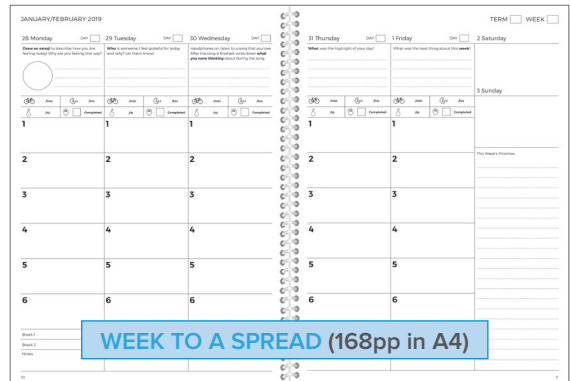 JANUARY/FEBRUARY 2019
TERM WEEK
28 Monday DAY
Draw an emoji to describe how you are
feeling today! Why are you feeling this way?
29 Tuesday DAY
Who is someone I feel grateful for today
and why? Let them know!
30 Wednesday DAY
Headphones on, listen to a song that you love.
After the song is finished, write down what
you were thinking about during the song.
31 Thursday DAY
What was the highlight of your day?
1 Friday DAY
What was the best thing about this week?
2 Saturday
3 Sunday
Completed Completed Completed Completed Completed
1 1 1 1 1
2 2 2 2 2
3 3 3 3 3
4 4 4 4 4
5 5 5 5 5
6 6 6 6 6
This Week's Priorities
Break 1
Break 2
Notes
WEEK TO A SPREAD (168pp in A4)
10